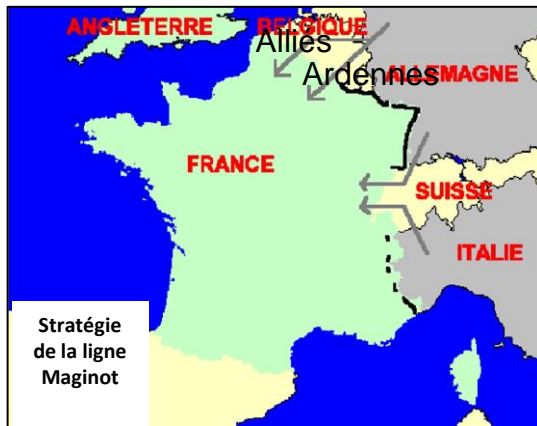 ANGLETERRE
BELGIQUE
Alliés
Ardennes
ALLEMAGNE
FRANCE
SUISSE
ITALIE
Stratégie
de la ligne
Maginot